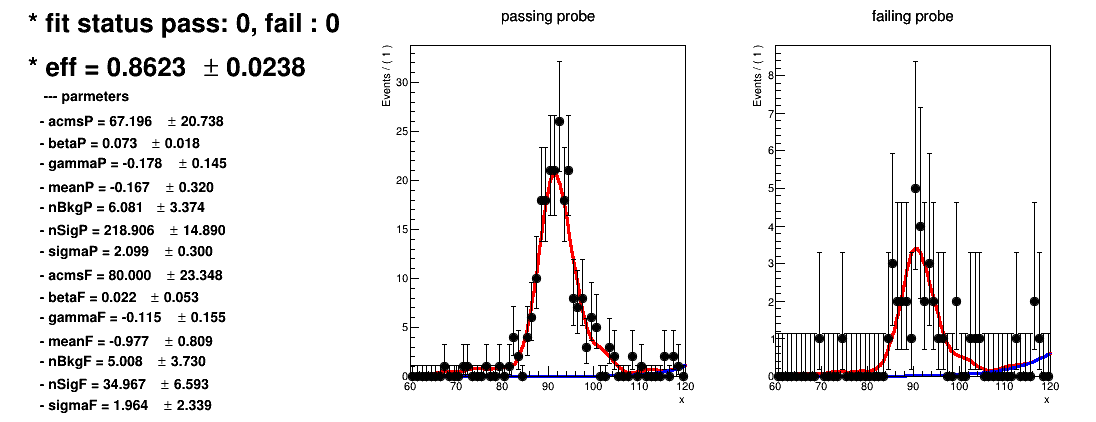 * fit status pass: 0, fail : 0
* eff = 0.8623 ± 0.0238
--- parmeters
- acmsP = 67.196 ± 20.738
- betaP = 0.073 ± 0.018
- gammaP = -0.178 ± 0.145
- meanP = -0.167 ± 0.320
- nBkgP = 6.081 ± 3.374
- nSigP = 218.906 ± 14.890
- sigmaP = 2.099 ± 0.300
- acmsF = 80.000 ± 23.348
- betaF = 0.022 ± 0.053
- gammaF = -0.115 ± 0.155
- meanF = -0.977 ± 0.809
- nBkgF = 5.008 ± 3.730
- nSigF = 34.967 ± 6.593
- sigmaF = 1.964 ± 2.339
passing probe
Events / ( 1 )
30
25
20
15
10
5
0
60 70 80 90 100 110 120
x
failing probe
Events / ( 1 )
8
7
6
5
4
3
2
1
0
60 70 80 90 100 110 120
x